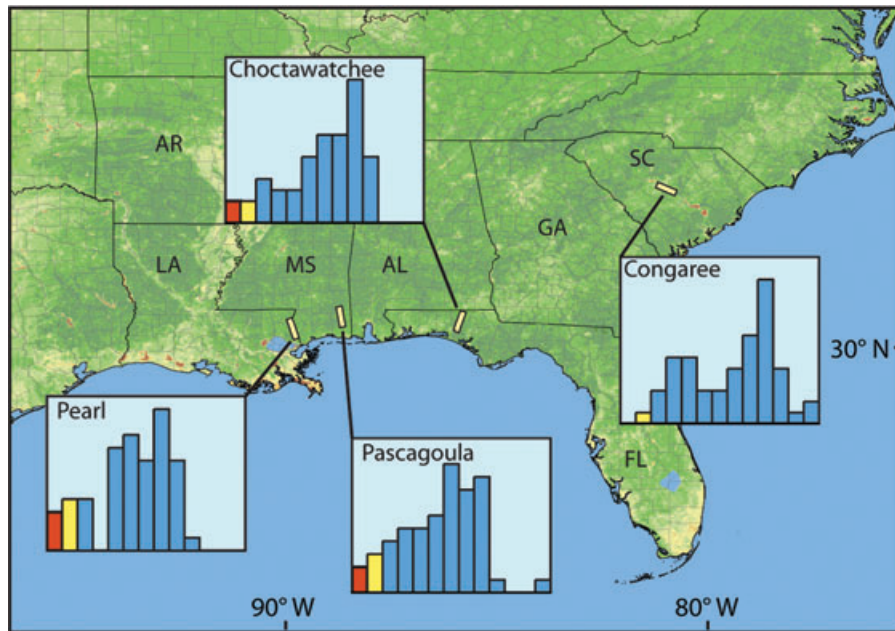 Choctawatchee
AR
SC
GA
LA
MS
AL
Congaree
30° N
Pearl
Pascagoula
FL
90° W
80° W